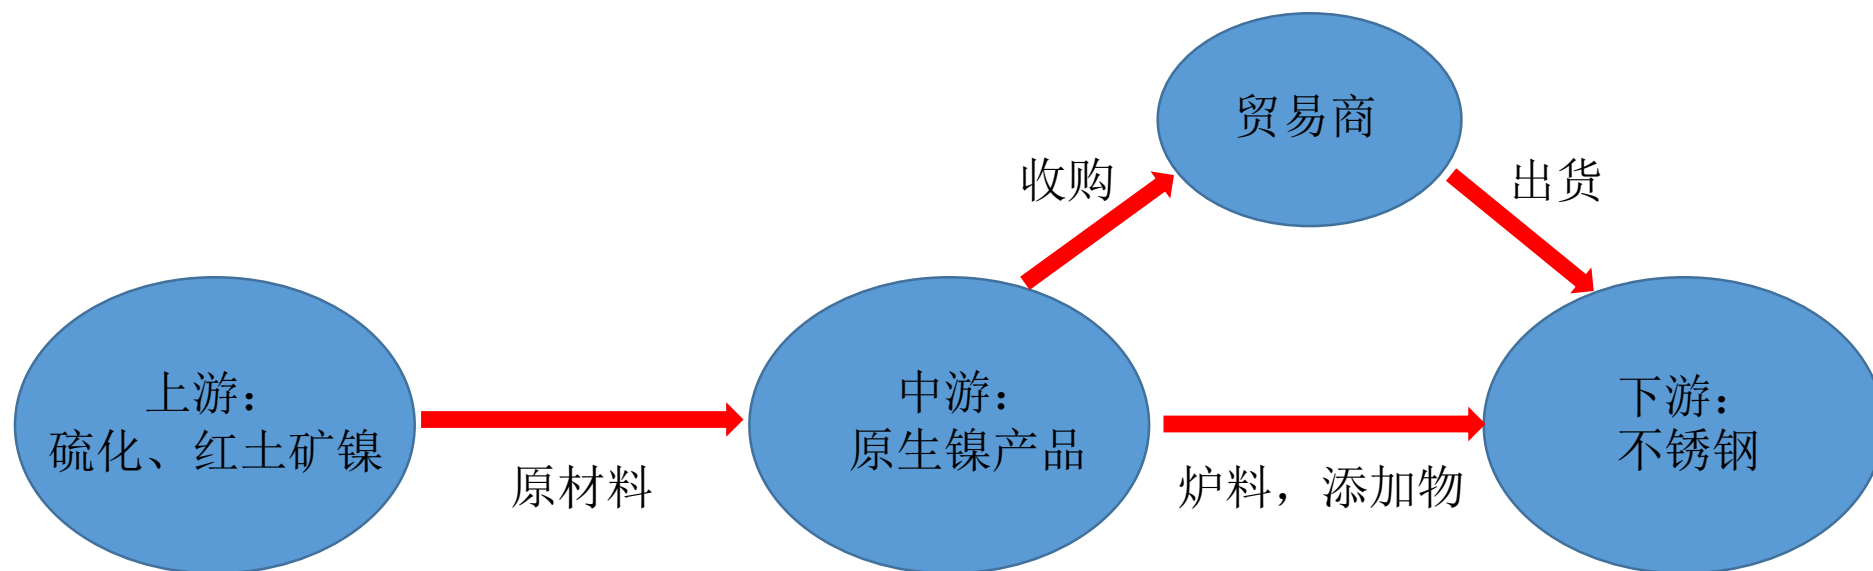 贸易商
收购
出货
上游：
硫化、红土矿镍
原材料
中游：
原生镍产品
炉料，添加物
下游：
不锈钢